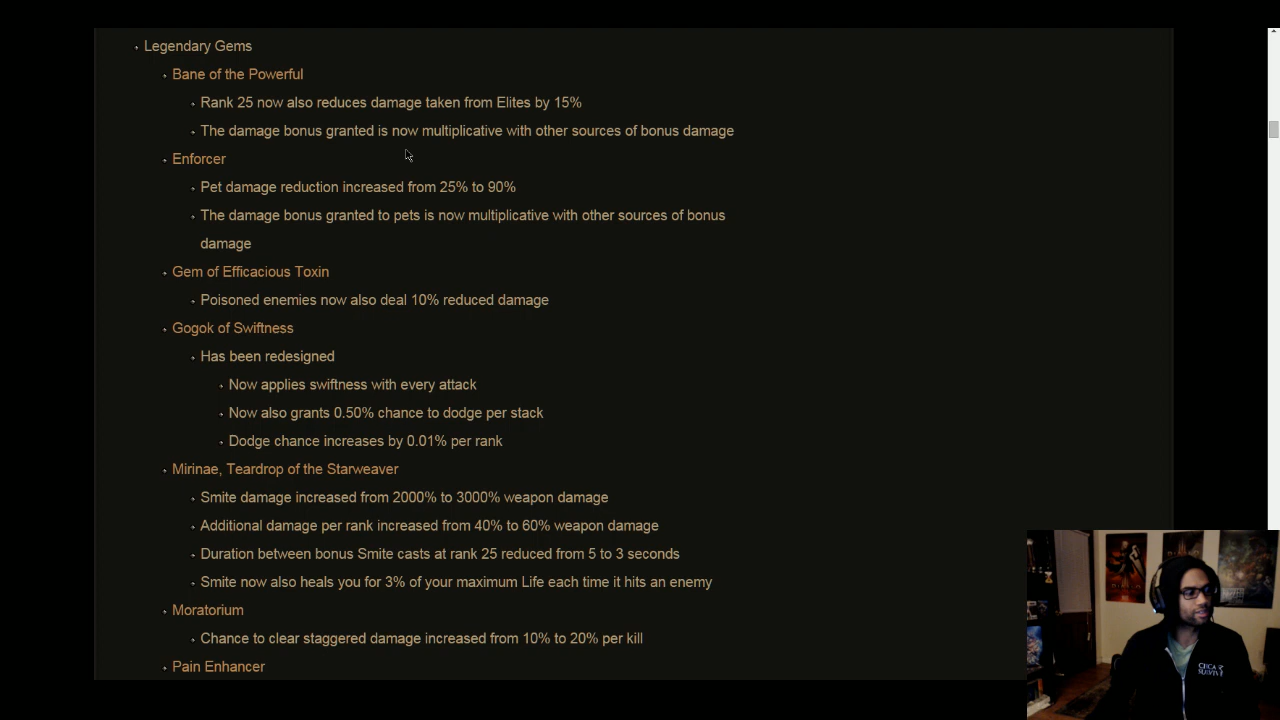 Legendary Gems
Bane of the Powerful
Rank 25 now also reduces damage taken from Elites by 15%
The damage bonus granted is now multiplicative with other sources of bonus damage
Enforcer
Pet damage reduction increased from 25% to 90%
The damage bonus granted to pets is now multiplicative with other sources of bonus
damage
Gem of Efficacious Toxin
Poisoned enemies now also deal 10% reduced damage
Gogok of Swiftness
Has been redesigned
Now applies swiftness with every attack
Now also grants 0.50% chance to dodge per stack
Dodge chance increases by 0.01% per rank
Mirinae, Teardrop of the Starweaver
Smite damage increased from 2000% to 3000% weapon damage
Additional damage per rank increased from 40% to 60% weapon damage
Duration between bonus Smite casts at rank 25 reduced from 5 to 3 seconds
Smite now also heals you for 3% of your maximum Life each time it hits an enemy
Moratorium
Chance to clear staggered damage increased from 10% to 20% per kill
Pain Enhancer